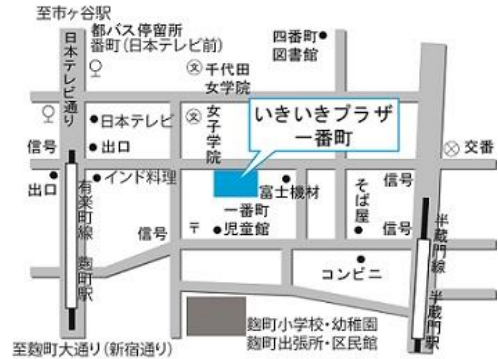 至市ヶ谷駅
都バス停留所
番町(日本テレビ前)
日本テレビ通り
四番町
図書館
千代田
女学院
文
文
女子学院
いきいきプラザ
一番町
日本テレビ
信号
出口
交番
出口
インド料理
富士機材
信号
有楽町線 麹町駅
一番町
児童館
〒
信号
そば屋
信号
半蔵門線 半蔵門駅
コンビニ
麹町小学校・幼稚園
麹町出張所・区民館
至麹町大通り(新宿通り)